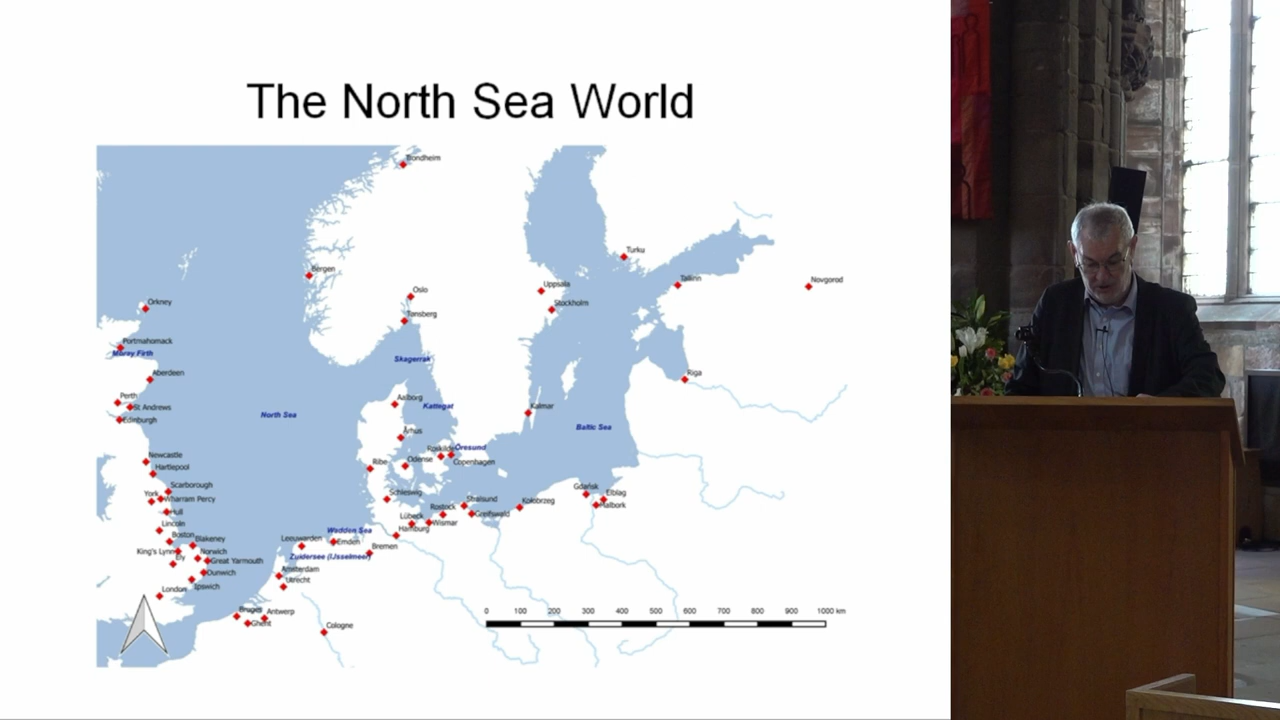 The North Sea World
Trondheim
Turku
Bergen
Tallinn
Novgorod
Uppsala
Oslo
Stockholm
Orkney
Tønsberg
Portmahomack
Moray Firth
Skagerrak
Aberdeen
Riga
Perth
Aalborg
St Andrews
Kattegat
Kalmar
North Sea
Edinburgh
Baltic Sea
Århus
Roskilde
Öresund
Newcastle
Ribe
Odense
Copenhagen
Hartlepool
Scarborough
Gdańsk
York
Wharram Percy
Schleswig
Elblag
Stralsund
Kołobrzeg
Malbork
Hull
Rostock
Greifswald
Lübeck
Lincoln
Wismar
Hamburg
Wadden Sea
Boston
Blakeney
Leeuwarden
Emden
King's Lynn
Norwich
Bremen
Ely
Great Yarmouth
Zuidersee (IJsselmeer)
Dunwich
Amsterdam
Ipswich
Utrecht
London
Bruges
Antwerp
Ghent
Cologne
0 100 200 300 400 500 600 700 800 900 1000 km